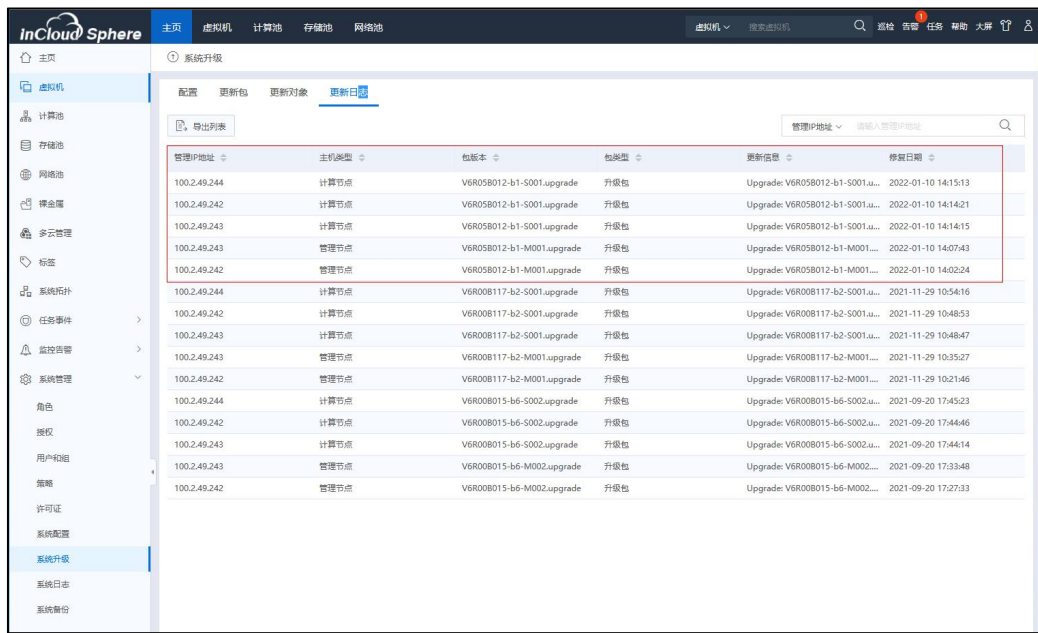 inCloud Sphere 主页 虚拟机 计算池 存储池 网络池 虚拟机 搜索虚拟机 巡检 告警 1 任务 帮助 大屏
主页
虚拟机
计算池
存储池
网络池
裸金属
多云管理
标签
系统拓扑
任务事件
监控告警
系统管理
角色
授权
用户和组
策略
许可证
系统配置
系统升级
系统日志
系统备份
系统升级
配置 更新包 更新对象 更新日志
导出列表 管理IP地址 请输入管理IP地址
管理IP地址 主机类型 包版本 包类型 更新信息 修复日期
100.2.49.244 计算节点 V6R05B012-b1-S001.upgrade 升级包 Upgrade: V6R05B012-b1-S001.u... 2022-01-10 14:15:13
100.2.49.242 计算节点 V6R05B012-b1-S001.upgrade 升级包 Upgrade: V6R05B012-b1-S001.u... 2022-01-10 14:14:21
100.2.49.243 计算节点 V6R05B012-b1-S001.upgrade 升级包 Upgrade: V6R05B012-b1-S001.u... 2022-01-10 14:14:15
100.2.49.243 管理节点 V6R05B012-b1-M001.upgrade 升级包 Upgrade: V6R05B012-b1-M001.... 2022-01-10 14:07:43
100.2.49.242 管理节点 V6R05B012-b1-M001.upgrade 升级包 Upgrade: V6R05B012-b1-M001.... 2022-01-10 14:02:24
100.2.49.244 计算节点 V6R00B117-b2-S001.upgrade 升级包 Upgrade: V6R00B117-b2-S001.u... 2021-11-29 10:54:16
100.2.49.242 计算节点 V6R00B117-b2-S001.upgrade 升级包 Upgrade: V6R00B117-b2-S001.u... 2021-11-29 10:48:53
100.2.49.243 计算节点 V6R00B117-b2-S001.upgrade 升级包 Upgrade: V6R00B117-b2-S001.u... 2021-11-29 10:48:47
100.2.49.243 管理节点 V6R00B117-b2-M001.upgrade 升级包 Upgrade: V6R00B117-b2-M001.... 2021-11-29 10:35:27
100.2.49.242 管理节点 V6R00B117-b2-M001.upgrade 升级包 Upgrade: V6R00B117-b2-M001.... 2021-11-29 10:21:46
100.2.49.244 计算节点 V6R00B015-b6-S002.upgrade 升级包 Upgrade: V6R00B015-b6-S002.u... 2021-09-20 17:45:23
100.2.49.242 计算节点 V6R00B015-b6-S002.upgrade 升级包 Upgrade: V6R00B015-b6-S002.u... 2021-09-20 17:44:46
100.2.49.243 计算节点 V6R00B015-b6-S002.upgrade 升级包 Upgrade: V6R00B015-b6-S002.u... 2021-09-20 17:44:14
100.2.49.243 管理节点 V6R00B015-b6-M002.upgrade 升级包 Upgrade: V6R00B015-b6-M002.... 2021-09-20 17:33:48
100.2.49.242 管理节点 V6R00B015-b6-M002.upgrade 升级包 Upgrade: V6R00B015-b6-M002.... 2021-09-20 17:27:33